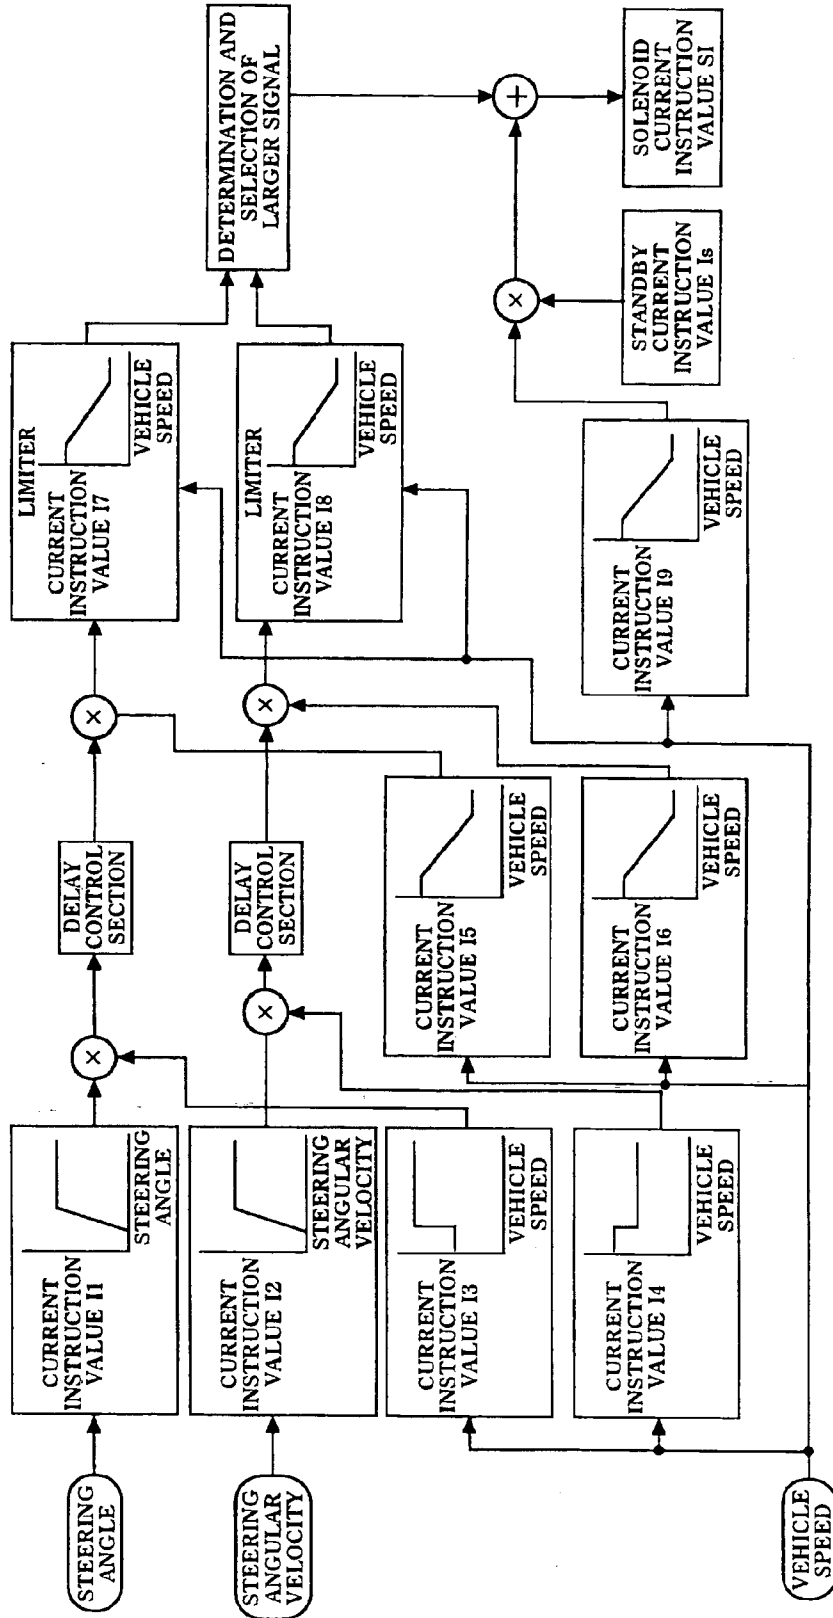 STEERING
ANGLE
STEERING
ANGULAR
VELOCITY
VEHICLE
SPEED
CURRENT
INSTRUCTION
VALUE I1
STEERING
ANGLE
CURRENT
INSTRUCTION
VALUE I2
STEERING
ANGULAR
VELOCITY
CURRENT
INSTRUCTION
VALUE I3
VEHICLE
SPEED
CURRENT
INSTRUCTION
VALUE I4
VEHICLE
SPEED
×
×
DELAY
CONTROL
SECTION
DELAY
CONTROL
SECTION
CURRENT
INSTRUCTION
VALUE I5
VEHICLE
SPEED
CURRENT
INSTRUCTION
VALUE I6
VEHICLE
SPEED
×
×
LIMITER
CURRENT
INSTRUCTION
VALUE I7
VEHICLE
SPEED
LIMITER
CURRENT
INSTRUCTION
VALUE I8
VEHICLE
SPEED
CURRENT
INSTRUCTION
VALUE I9
VEHICLE
SPEED
DETERMINATION AND
SELECTION OF
LARGER SIGNAL
×
+
STANDBY
CURRENT
INSTRUCTION
VALUE Is
SOLENOID
CURRENT
INSTRUCTION
VALUE SI